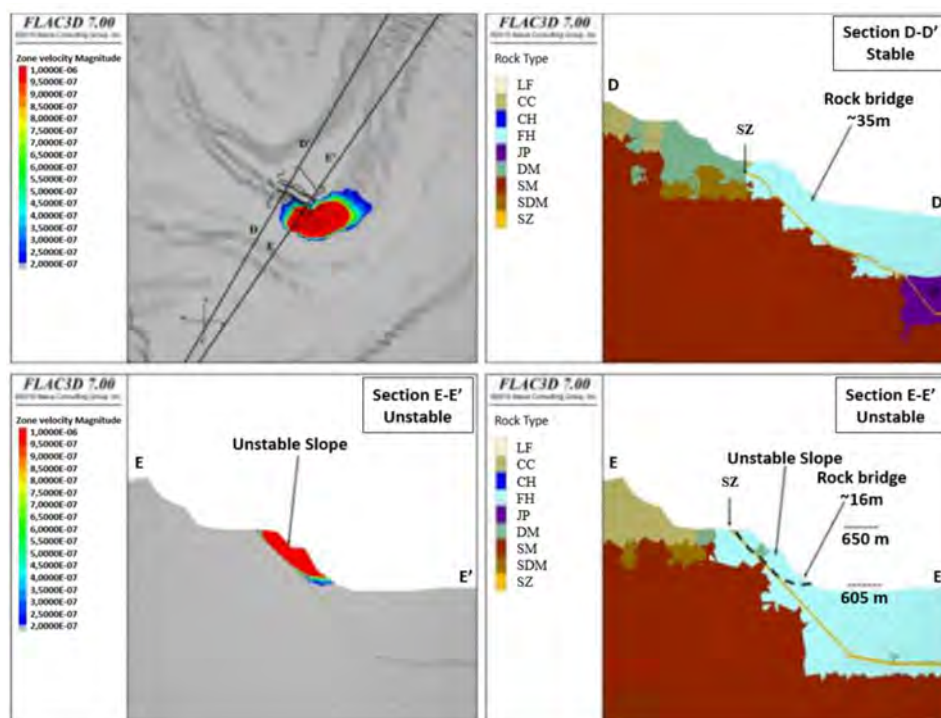 FLAC3D 7.00
Zone velocity Magnitude
1,0000E-06
9,5000E-07
9,0000E-07
8,5000E-07
8,0000E-07
7,5000E-07
7,0000E-07
6,5000E-07
6,0000E-07
5,5000E-07
5,0000E-07
4,5000E-07
4,0000E-07
3,5000E-07
3,0000E-07
2,5000E-07
2,0000E-07
D'
E'
D
E
FLAC3D 7.00
Rock Type
LF
CC
CH
FH
JP
DM
SM
SDM
SZ
Section D-D'
Stable
D
Rock bridge
~35m
SZ
D
FLAC3D 7.00
Zone velocity Magnitude
1,0000E-06
9,5000E-07
9,0000E-07
8,5000E-07
8,0000E-07
7,5000E-07
7,0000E-07
6,5000E-07
6,0000E-07
5,5000E-07
5,0000E-07
4,5000E-07
4,0000E-07
3,5000E-07
3,0000E-07
2,5000E-07
2,0000E-07
Section E-E'
Unstable
Unstable Slope
E
E'
FLAC3D 7.00
Rock Type
LF
CC
CH
FH
JP
DM
SM
SDM
SZ
Section E-E'
Unstable
E
Unstable Slope
SZ
Rock bridge
~16m
650 m
605 m
E